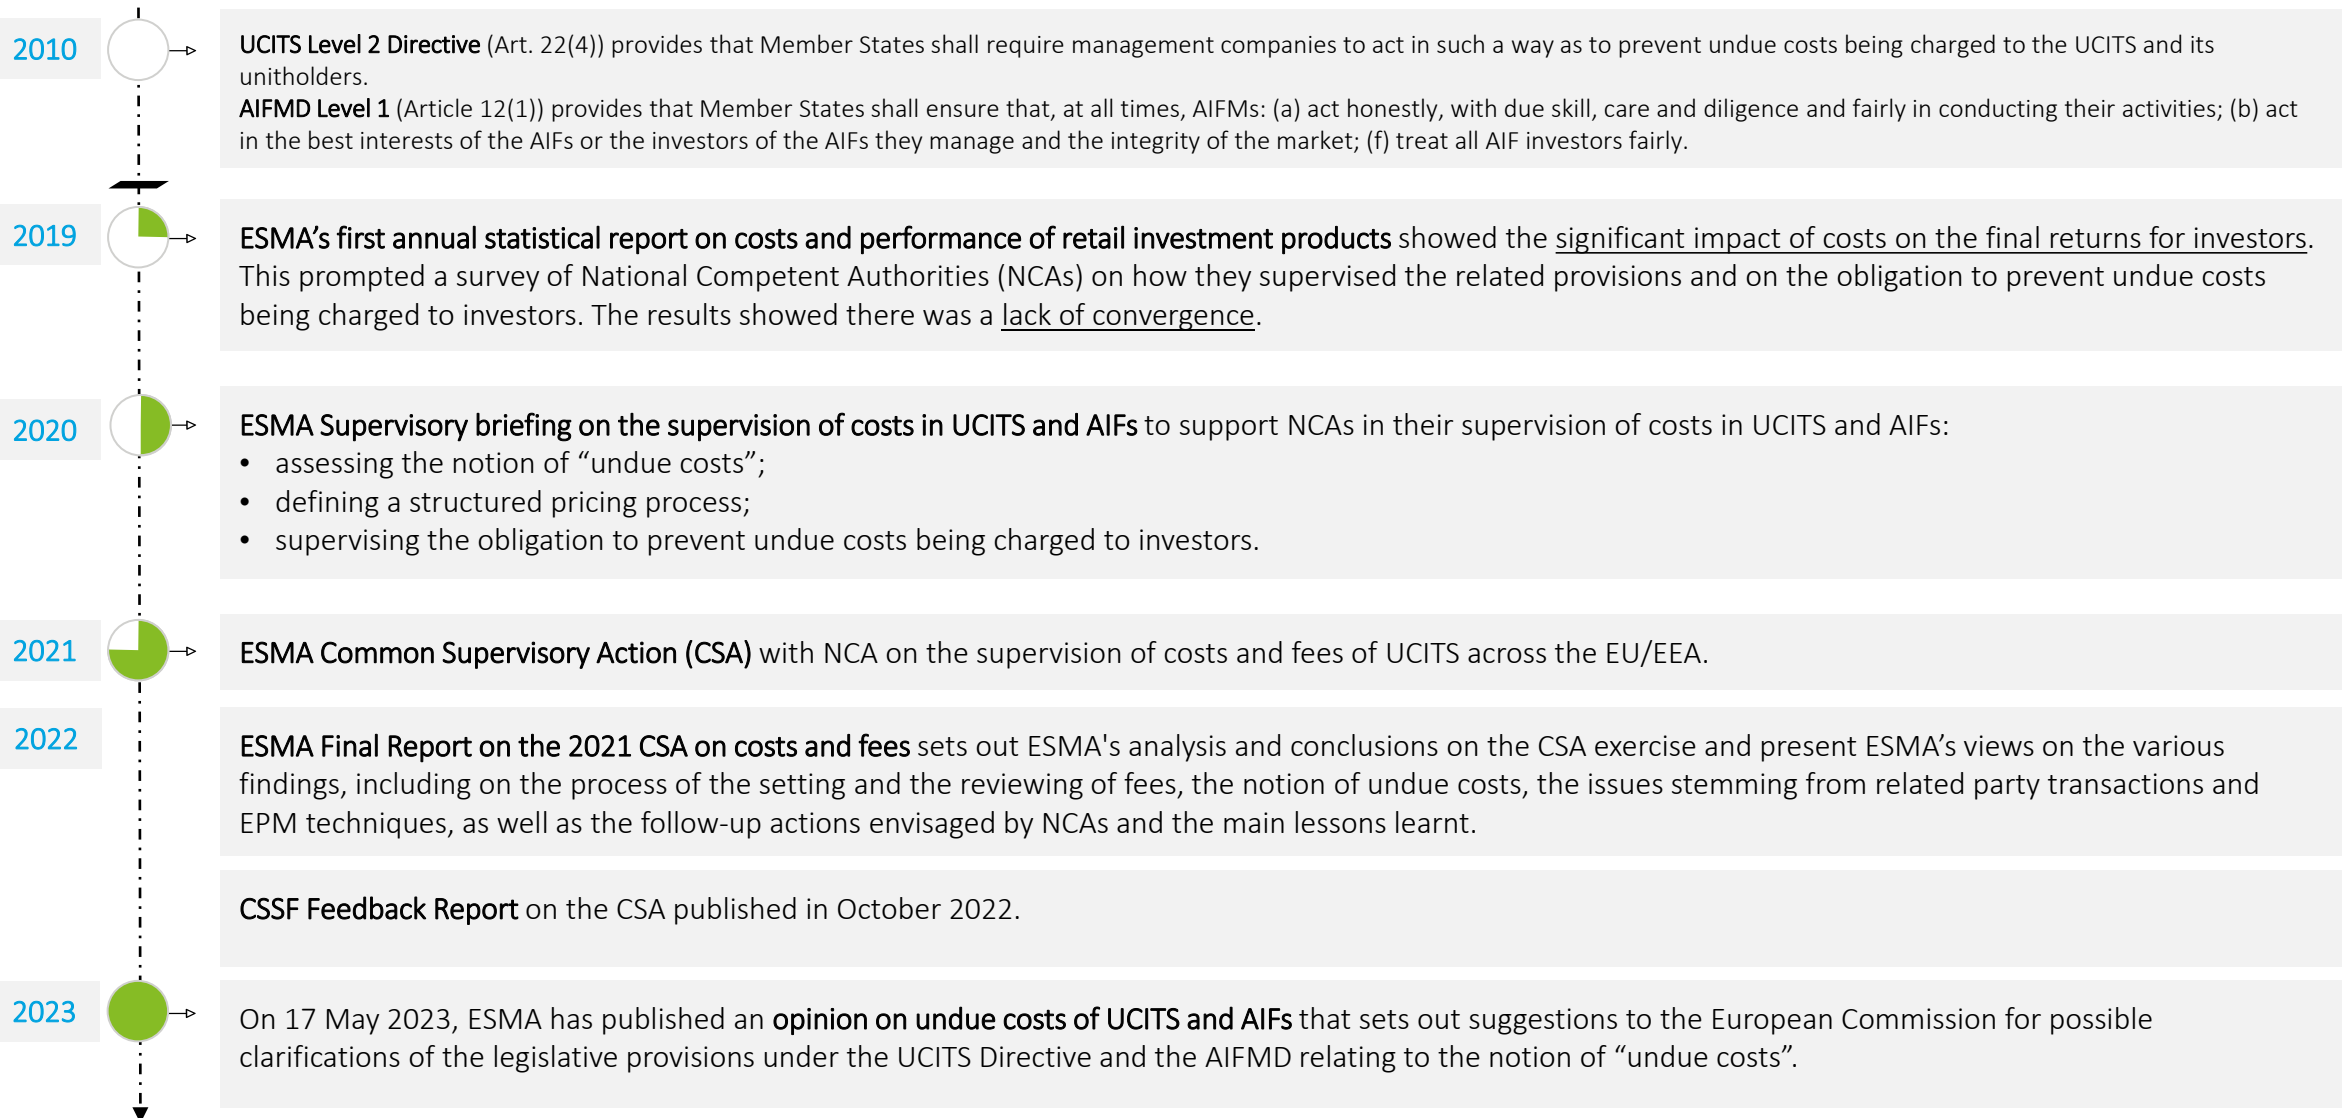 2010
UCITS Level 2 Directive (Art. 22(4)) provides that Member States shall require management companies to act in such a way as to prevent undue costs being charged to the UCITS and its
unitholders.
AIFMD Level 1 (Article 12(1)) provides that Member States shall ensure that, at all times, AIFMs: (a) act honestly, with due skill, care and diligence and fairly in conducting their activities; (b) act
in the best interests of the AIFs or the investors of the AIFs they manage and the integrity of the market; (f) treat all AIF investors fairly.
2019
ESMA’s first annual statistical report on costs and performance of retail investment products showed the significant impact of costs on the final returns for investors.
This prompted a survey of National Competent Authorities (NCAs) on how they supervised the related provisions and on the obligation to prevent undue costs
being charged to investors. The results showed there was a lack of convergence.
2020
ESMA Supervisory briefing on the supervision of costs in UCITS and AIFs to support NCAs in their supervision of costs in UCITS and AIFs:
• assessing the notion of “undue costs”;
• defining a structured pricing process;
• supervising the obligation to prevent undue costs being charged to investors.
2021
ESMA Common Supervisory Action (CSA) with NCA on the supervision of costs and fees of UCITS across the EU/EEA.
2022
ESMA Final Report on the 2021 CSA on costs and fees sets out ESMA's analysis and conclusions on the CSA exercise and present ESMA’s views on the various
findings, including on the process of the setting and the reviewing of fees, the notion of undue costs, the issues stemming from related party transactions and
EPM techniques, as well as the follow-up actions envisaged by NCAs and the main lessons learnt.
CSSF Feedback Report on the CSA published in October 2022.
2023
On 17 May 2023, ESMA has published an opinion on undue costs of UCITS and AIFs that sets out suggestions to the European Commission for possible
clarifications of the legislative provisions under the UCITS Directive and the AIFMD relating to the notion of “undue costs”.